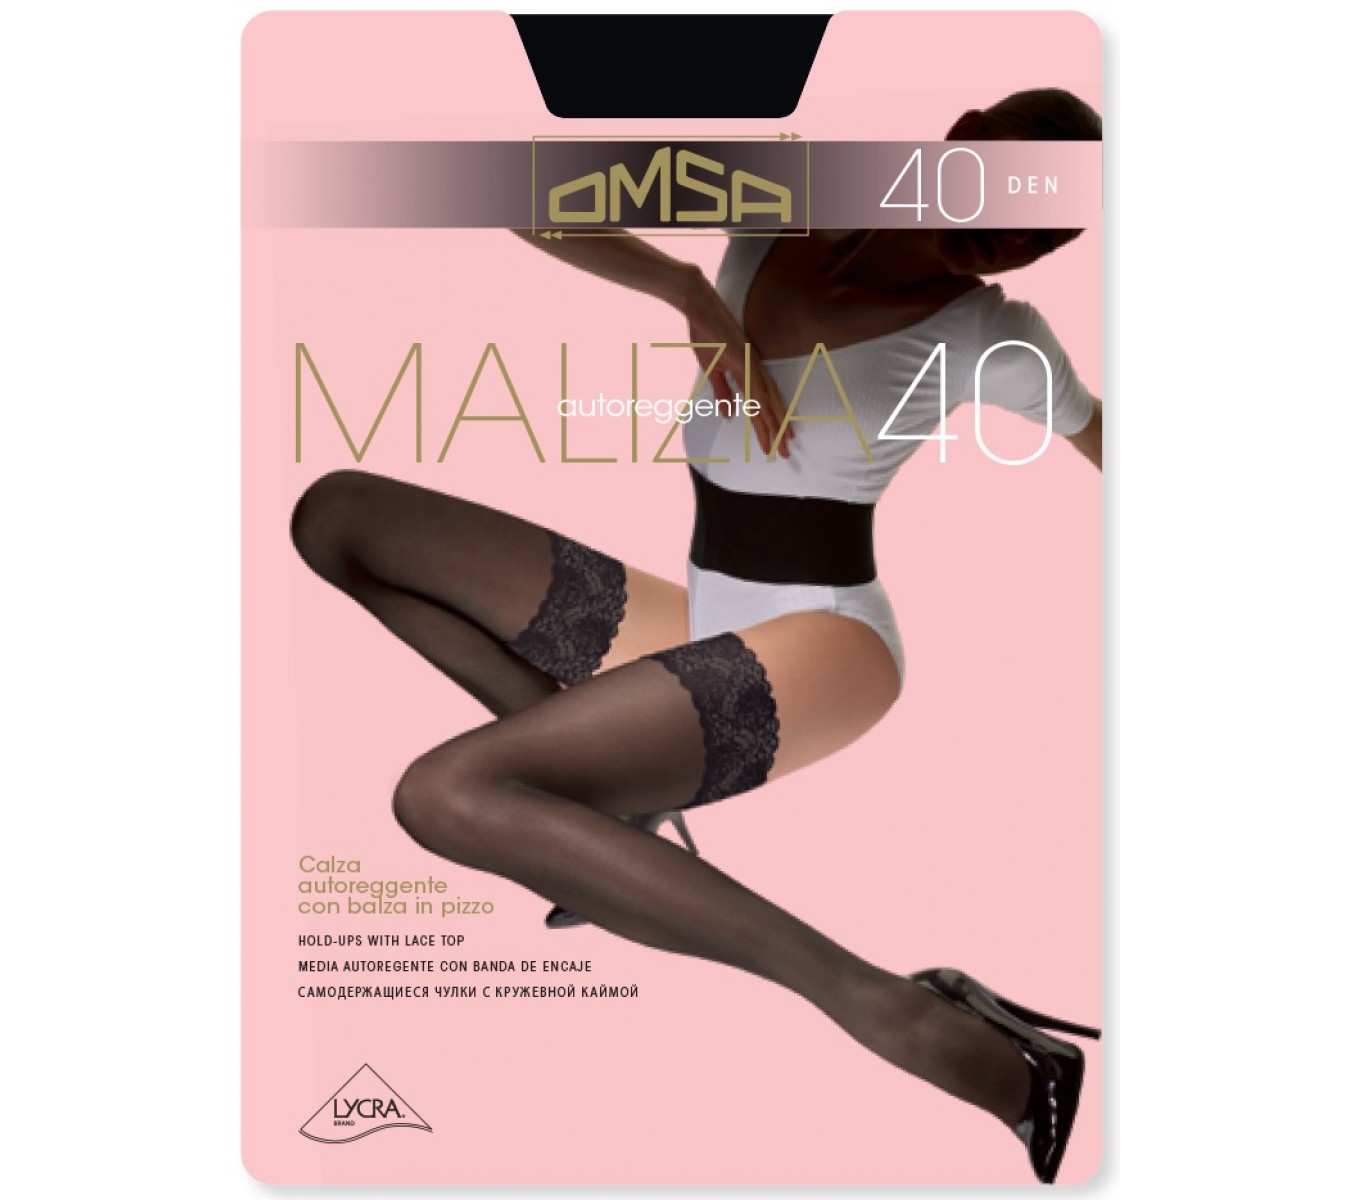 OMSA
40 DEN
MALIZIA 40
autoreggente
Calza
autoreggente
con balza in pizzo
HOLD-UPS WITH LACE TOP
MEDIA AUTOREGENTE CON BANDA DE ENCAJE
САМОДЕРЖАЩИЕСЯ ЧУЛКИ С КРУЖЕВНОЙ КАЙМОЙ
LYCRA®
BRAND